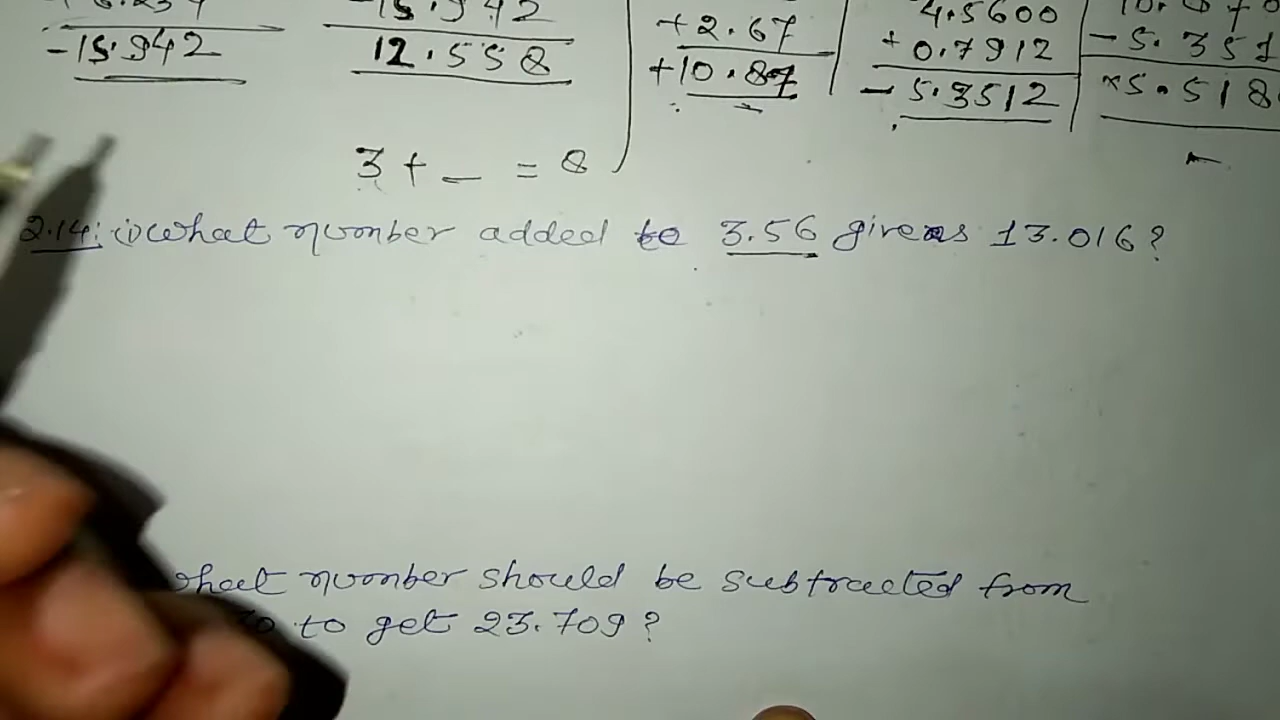 -15.942
-15.942
12.558
+2.67
+10.87
4.5600
+ 0.7912
- 5.3512
- 5.351
5.518
3 + _ = 8
2.14: i) What number added to 3.56 gives 13.016?
number should be subtracted from
to get 23.709?